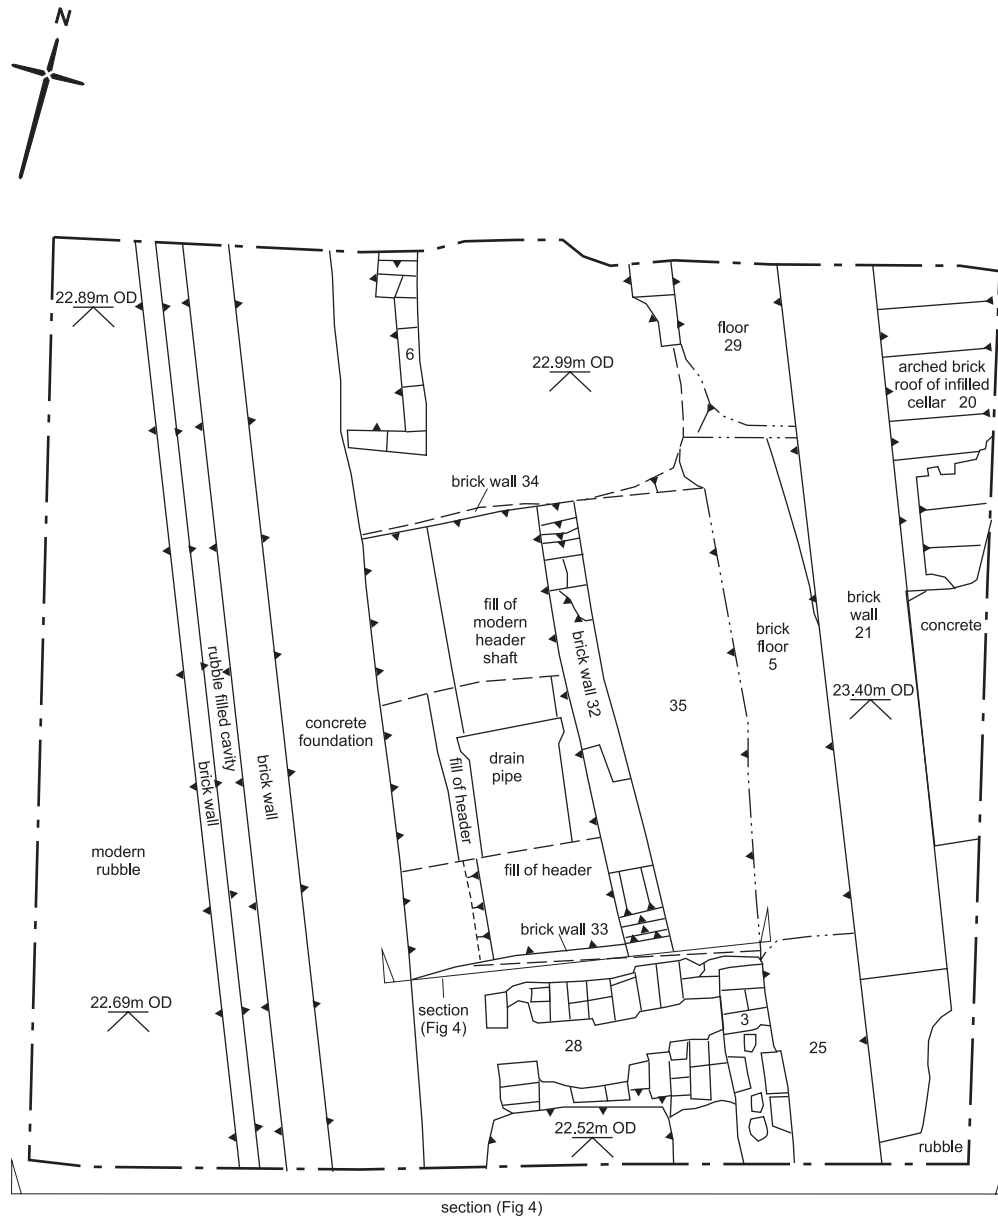 N
22.89m OD
floor
29
22.99m OD
6
arched brick
roof of infilled
cellar 20
brick wall 34
fill of
modern
header
shaft
brick
wall
21
concrete
brick
floor
5
brick wall 32
rubble filled cavity
35
23.40m OD
concrete
foundation
drain
pipe
brick wall
brick wall
fill of header
modern
rubble
fill of header
brick wall 33
22.69m OD
section
(Fig 4)
3
28
25
22.52m OD
rubble
section (Fig 4)